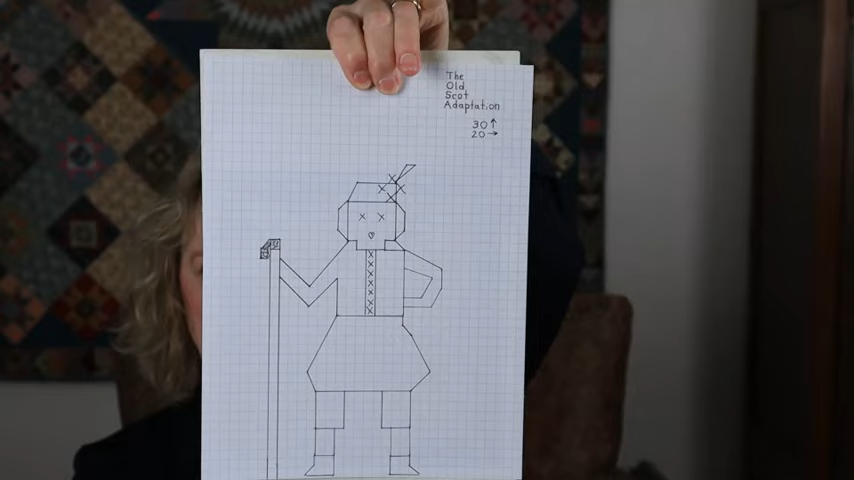 The
Old
Scot
Adaptation
30↑
20→